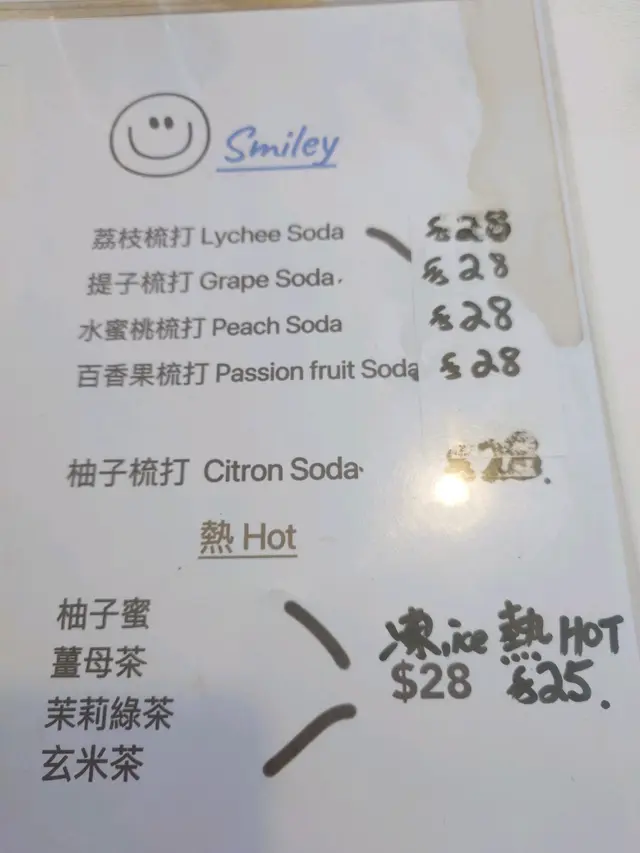 Smiley
荔枝梳打 Lychee Soda $28
提子梳打 Grape Soda. $28
水蜜桃梳打 Peach Soda $28
百香果梳打 Passion fruit Soda $28
柚子梳打 Citron Soda $28.
熱 Hot
柚子蜜
薑母茶
茉莉綠茶
玄米茶
凍,ice 熱 HOT
$28 $25.